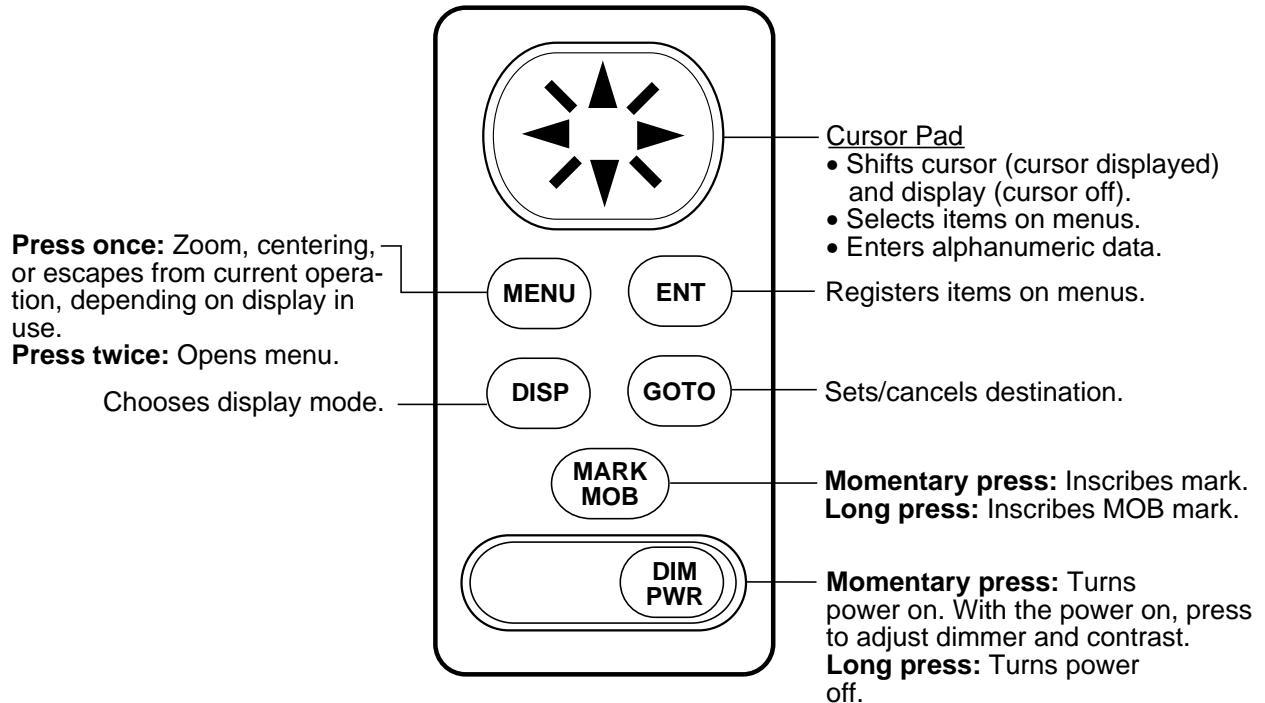 Cursor Pad
• Shifts cursor (cursor displayed)
and display (cursor off).
• Selects items on menus.
• Enters alphanumeric data.
Press once: Zoom, centering,
or escapes from current opera-
tion, depending on display in
use.
Press twice: Opens menu.
MENU
ENT
Registers items on menus.
Chooses display mode.
DISP
GOTO
Sets/cancels destination.
MARK
MOB
Momentary press: Inscribes mark.
Long press: Inscribes MOB mark.
DIM
PWR
Momentary press: Turns
power on. With the power on, press
to adjust dimmer and contrast.
Long press: Turns power
off.